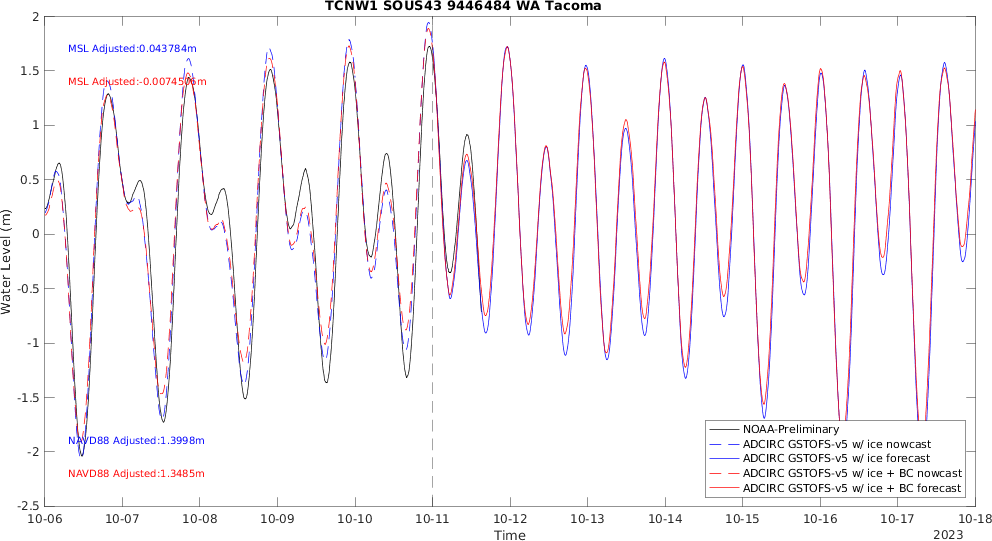 TCNW1 SOUS43 9446484 WA Tacoma
2
1.5
1
0.5
0
-0.5
-1
-1.5
-2
-2.5
Water Level (m)
MSL Adjusted:0.043784m
MSL Adjusted:-0.0074506m
NAVD88 Adjusted:1.3998m
NAVD88 Adjusted:1.3485m
NOAA-Preliminary
ADCIRC GSTOFS-v5 w/ ice nowcast
ADCIRC GSTOFS-v5 w/ ice forecast
ADCIRC GSTOFS-v5 w/ ice + BC nowcast
ADCIRC GSTOFS-v5 w/ ice + BC forecast
10-06 10-07 10-08 10-09 10-10 10-11 10-12 10-13 10-14 10-15 10-16 10-17 10-18
Time
2023